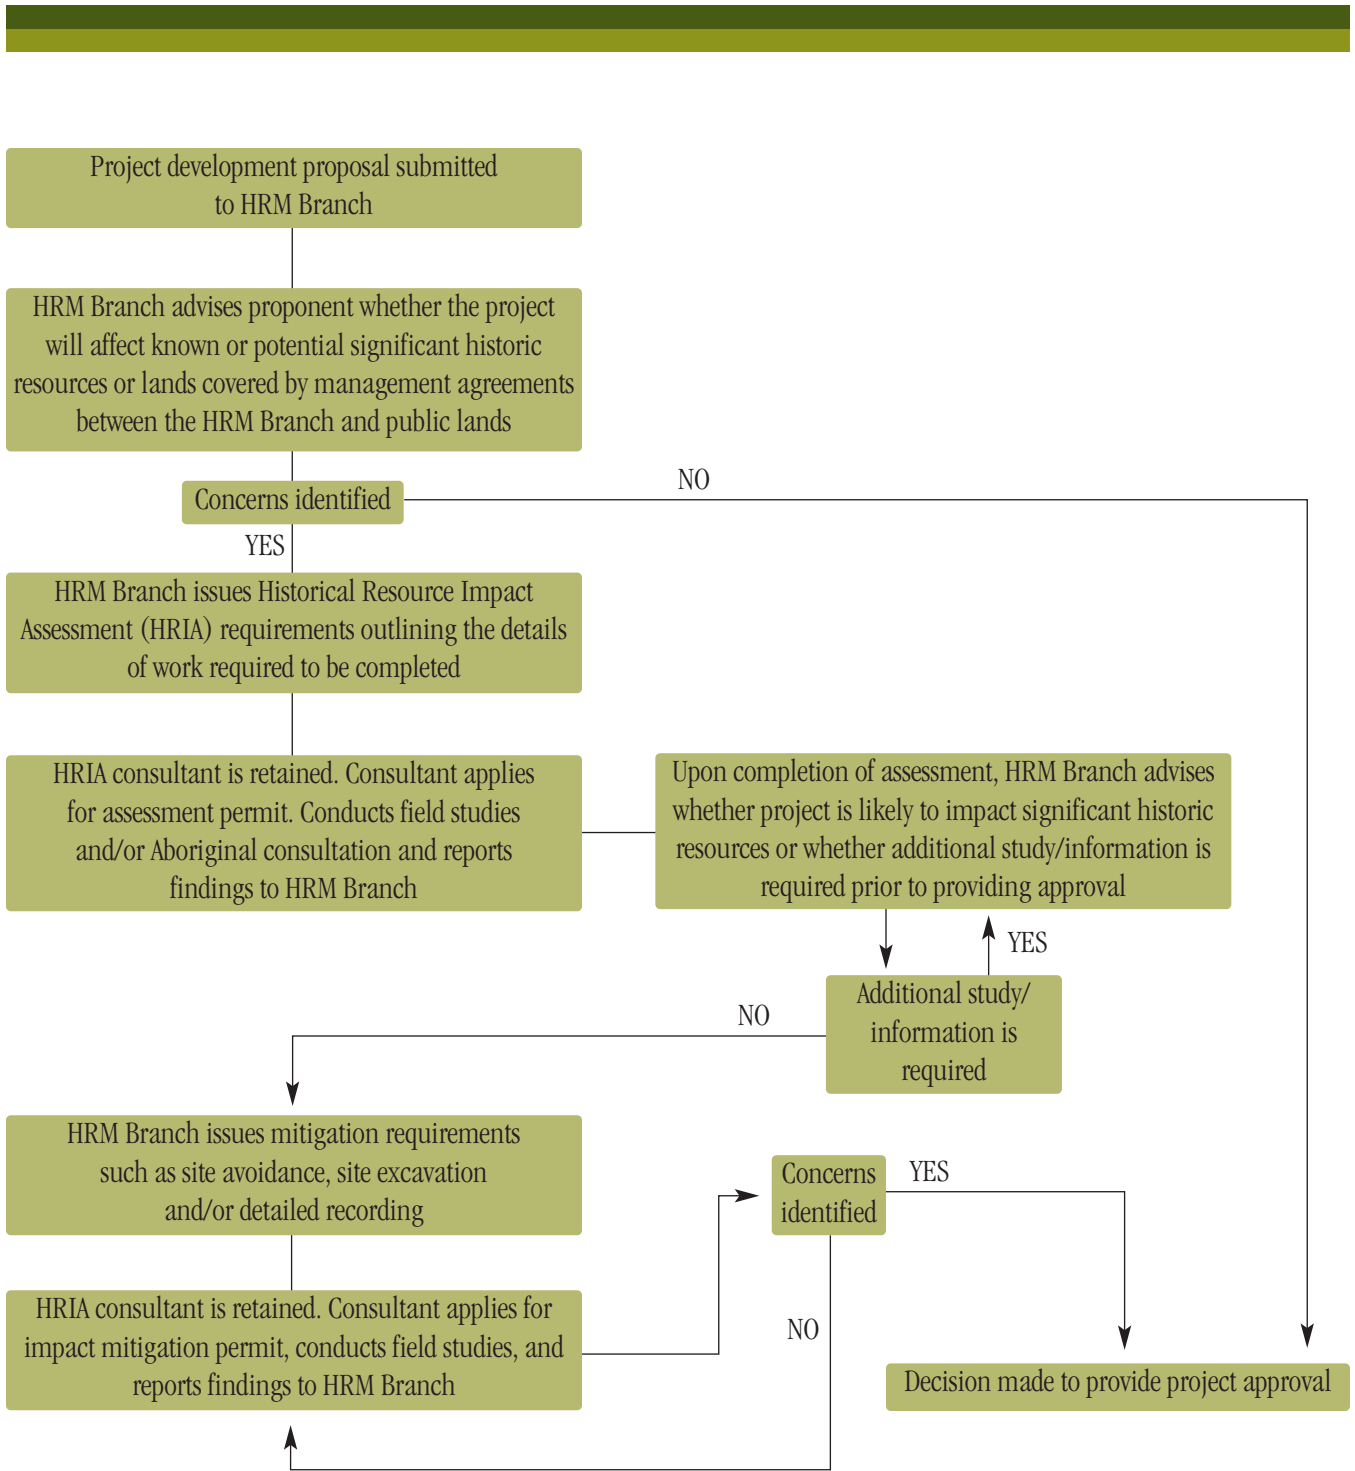 Project development proposal submitted
to HRM Branch
HRM Branch advises proponent whether the project
will affect known or potential significant historic
resources or lands covered by management agreements
between the HRM Branch and public lands
NO
Concerns identified
YES
HRM Branch issues Historical Resource Impact
Assessment (HRIA) requirements outlining the details
of work required to be completed
HRIA consultant is retained. Consultant applies
for assessment permit. Conducts field studies
and/or Aboriginal consultation and reports
findings to HRM Branch
Upon completion of assessment, HRM Branch advises
whether project is likely to impact significant historic
resources or whether additional study/information is
required prior to providing approval
YES
Additional study/
information is
required
NO
HRM Branch issues mitigation requirements
such as site avoidance, site excavation
and/or detailed recording
Concerns
identified
YES
HRIA consultant is retained. Consultant applies for
impact mitigation permit, conducts field studies, and
reports findings to HRM Branch
NO
Decision made to provide project approval